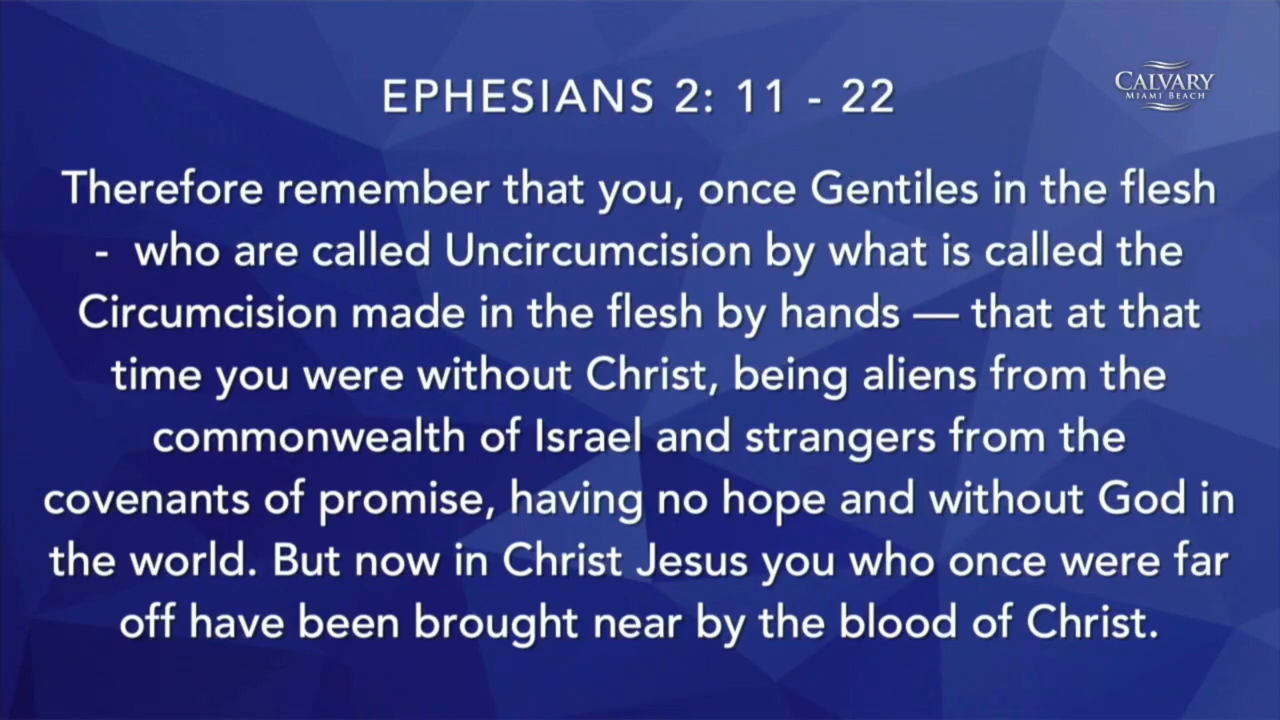 EPHESIANS 2: 11 - 22
CALVARY
MIAMI BEACH
Therefore remember that you, once Gentiles in the flesh
- who are called Uncircumcision by what is called the
Circumcision made in the flesh by hands — that at that
time you were without Christ, being aliens from the
commonwealth of Israel and strangers from the
covenants of promise, having no hope and without God in
the world. But now in Christ Jesus you who once were far
off have been brought near by the blood of Christ.